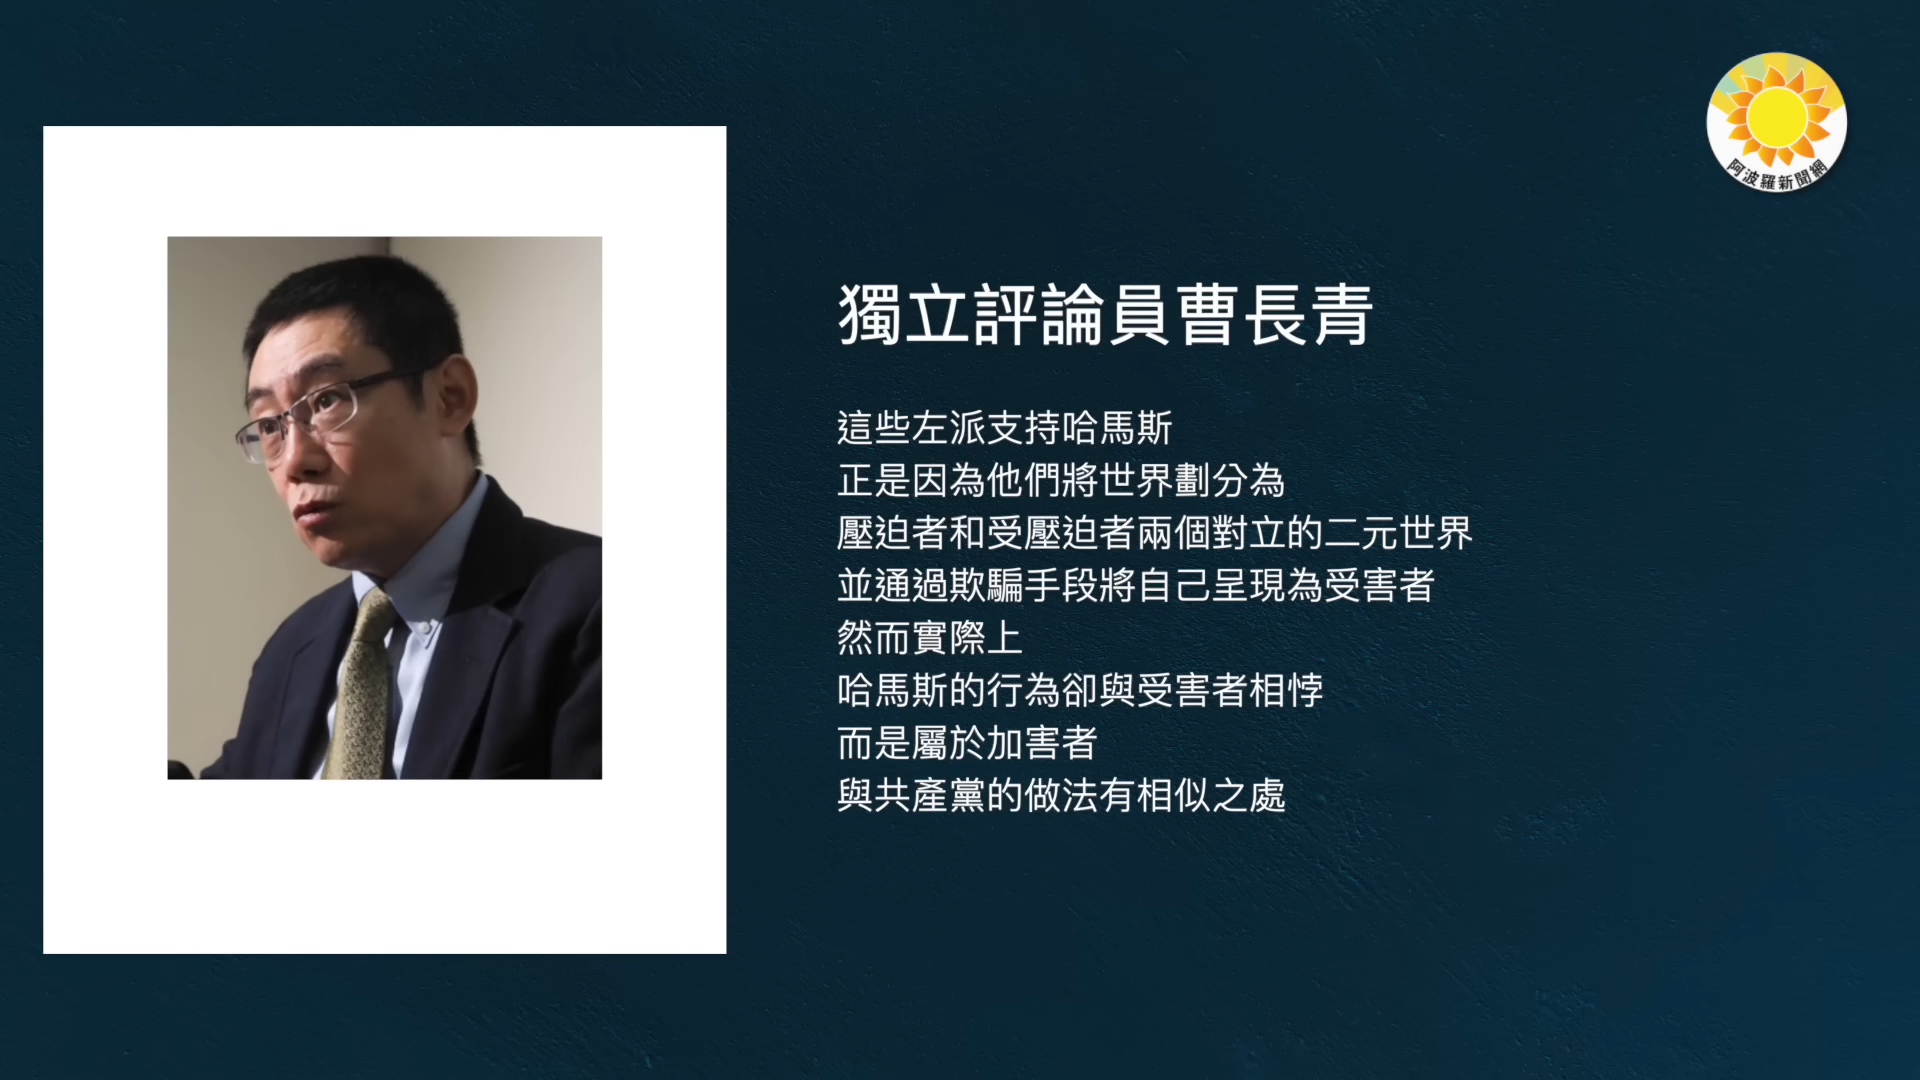 阿波羅新聞網
獨立評論員曹長青
這些左派支持哈馬斯
正是因為他們將世界劃分為
壓迫者和受壓迫者兩個對立的二元世界
並通過欺騙手段將自己呈現為受害者
然而實際上
哈馬斯的行為卻與受害者相悖
而是屬於加害者
與共產黨的做法有相似之處